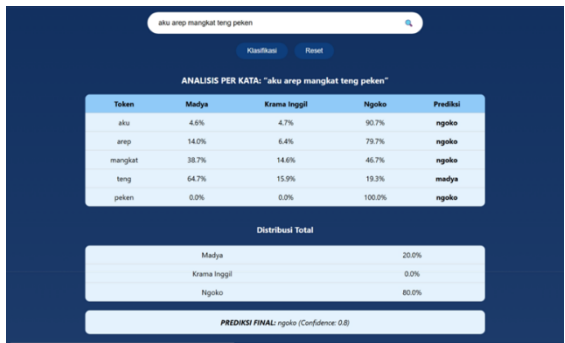 aku arep mangkat teng peken
Klasifikasi Reset
ANALISIS PER KATA: "aku arep mangkat teng peken"
Token Madya Krama Inggil Ngoko Prediksi
aku 4.6% 4.7% 90.7% ngoko
arep 14.0% 6.4% 79.7% ngoko
mangkat 38.7% 14.6% 46.7% ngoko
teng 64.7% 15.9% 19.3% madya
peken 0.0% 0.0% 100.0% ngoko
Distribusi Total
Madya 20.0%
Krama Inggil 0.0%
Ngoko 80.0%
PREDIKSI FINAL: ngoko (Confidence: 0.8)